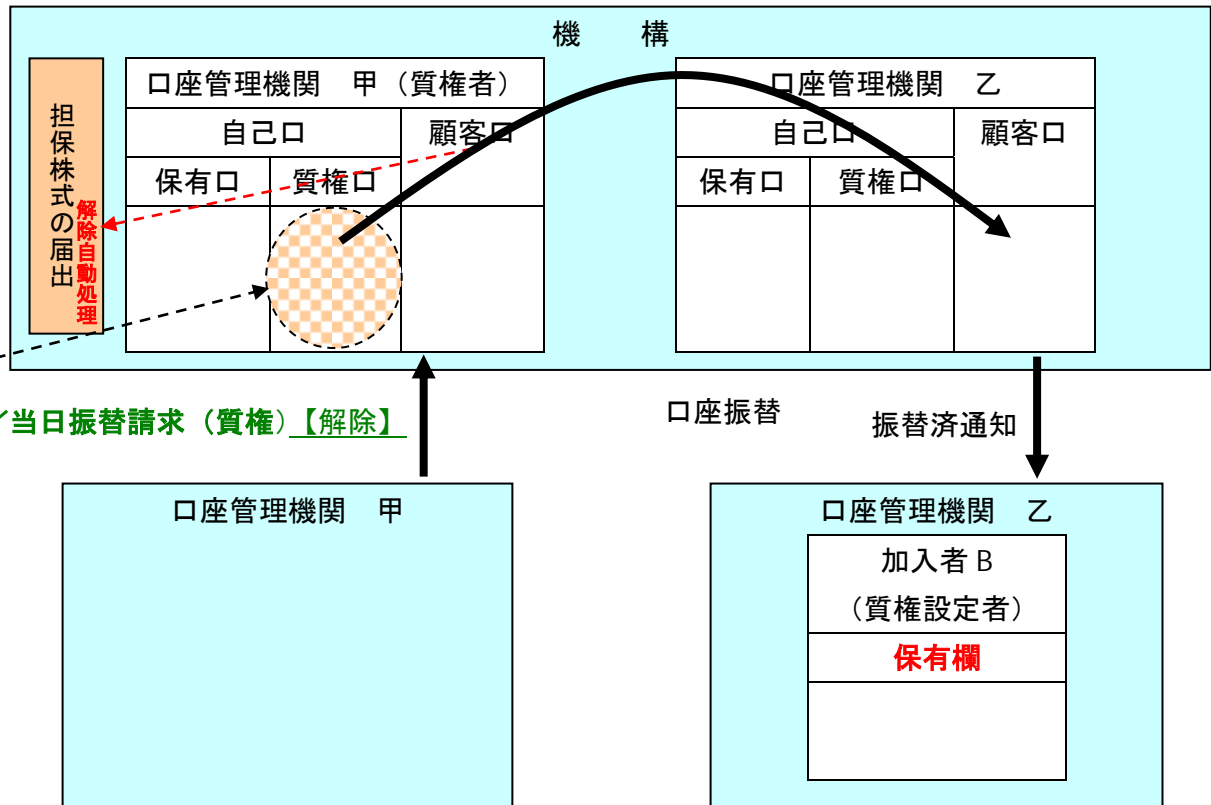 機　構
担保株式の届出
解除自動処理
口座管理機関　甲（質権者）
自己口
顧客口
保有口
質権口
口座管理機関　乙
自己口
顧客口
保有口
質権口
／当日振替請求（質権）【解除】
口座振替
振替済通知
口座管理機関　甲
口座管理機関　乙
加入者 B
（質権設定者）
保有欄